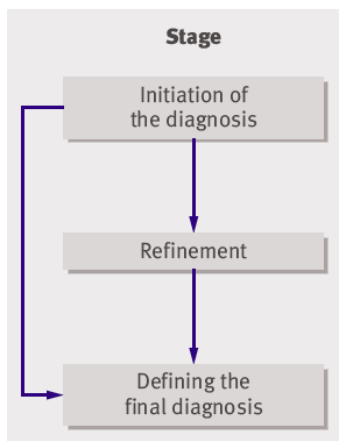 Stage
Initiation of
the diagnosis
Refinement
Defining the
final diagnosis